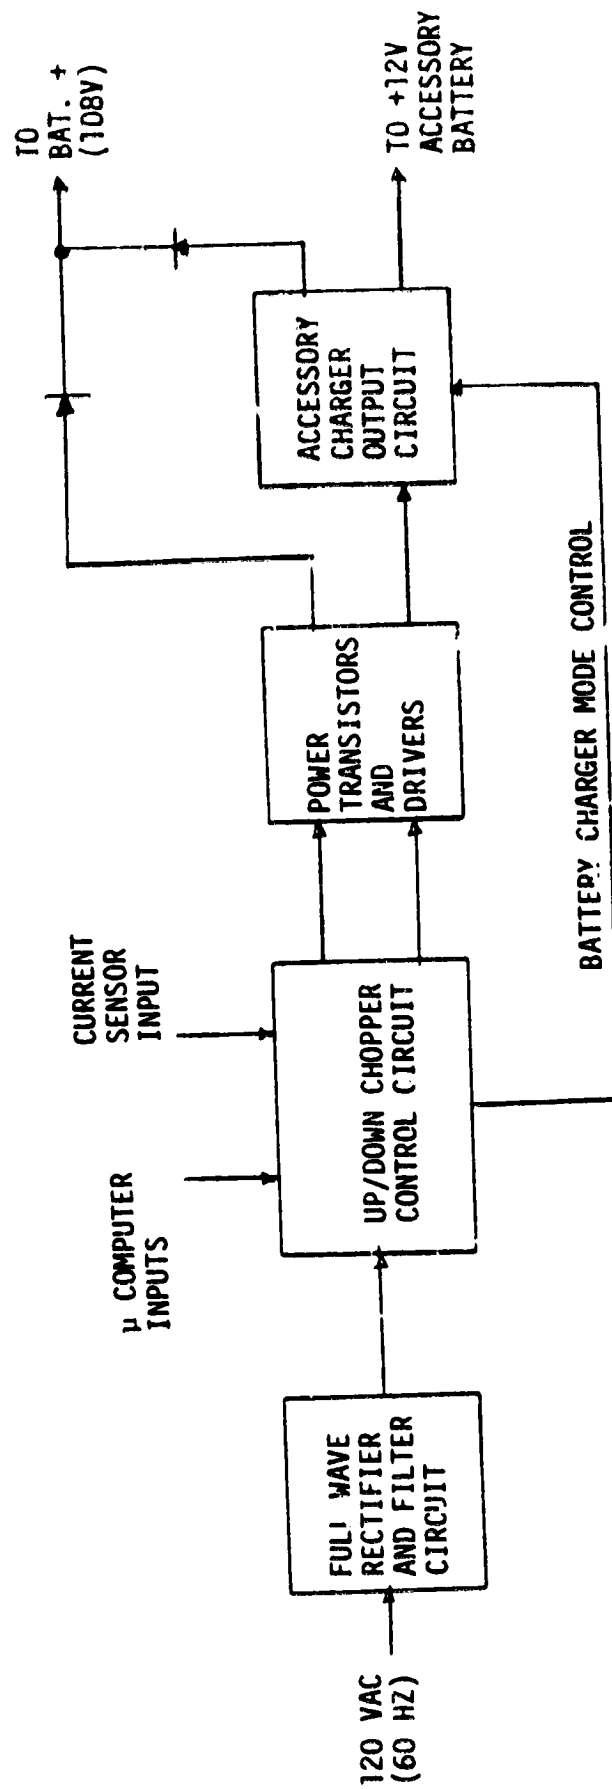 120 VAC
(60 HZ)
FULL WAVE
RECTIFIER
AND FILTER
CIRCUIT
µ COMPUTER
INPUTS
CURRENT
SENSOR
INPUT
UP/DOWN CHOPPER
CONTROL CIRCUIT
POWER
TRANSISTORS
AND
DRIVERS
ACCESSORY
CHARGER
OUTPUT
CIRCUIT
TO
BAT. +
(108V)
TO +12V
ACCESSORY
BATTERY
BATTERY CHARGER MODE CONTROL